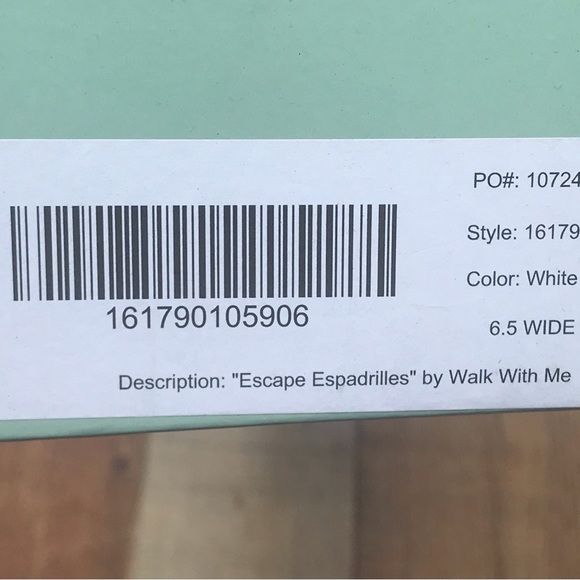 PO#: 10724
Style: 16179
Color: White
6.5 WIDE
161790105906
Description: "Escape Espadrilles" by Walk With Me